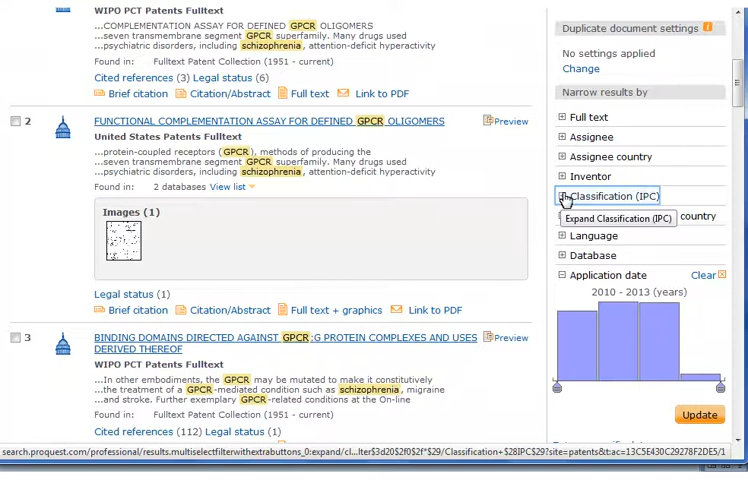 WIPO PCT Patents Fulltext
...COMPLEMENTATION ASSAY FOR DEFINED GPCR OLIGOMERS
...seven transmembrane segment GPCR superfamily. Many drugs used
...psychiatric disorders, including schizophrenia, attention-deficit hyperactivity
Found in: Fulltext Patent Collection (1951 - current)
Cited references (3) Legal status (6)
Brief citation Citation/Abstract Full text Link to PDF
2 FUNCTIONAL COMPLEMENTATION ASSAY FOR DEFINED GPCR OLIGOMERS Preview
United States Patents Fulltext
...protein-coupled receptors (GPCR), methods of producing the
...seven transmembrane segment GPCR superfamily. Many drugs used
...psychiatric disorders, including schizophrenia, attention-deficit hyperactivity
Found in: 2 databases View list
Images (1)
Legal status (1)
Brief citation Citation/Abstract Full text + graphics Link to PDF
3 BINDING DOMAINS DIRECTED AGAINST GPCR:G PROTEIN COMPLEXES AND USES Preview
DERIVED THEREOF
WIPO PCT Patents Fulltext
...In other embodiments, the GPCR may be mutated to make it constitutively
...the treatment of a GPCR-mediated condition such as schizophrenia, migraine
...and stroke. Further exemplary GPCR-related conditions at the On-line
Found in: Fulltext Patent Collection (1951 - current)
Cited references (112) Legal status (1)
Duplicate document settings
No settings applied
Change
Narrow results by
Full text
Assignee
Assignee country
Inventor
Classification (IPC)
Expand Classification (IPC) country
Language
Database
Application date Clear
2010 - 2013 (years)
Update
search.proquest.com/professional/results.multiselectfilterwithextrabuttons_0:expand/cl...lter$3d20$2f0$2f*$29/Classification+$28IPC$29?site=patents&t:ac=13C5E430C29278F2DE5/1